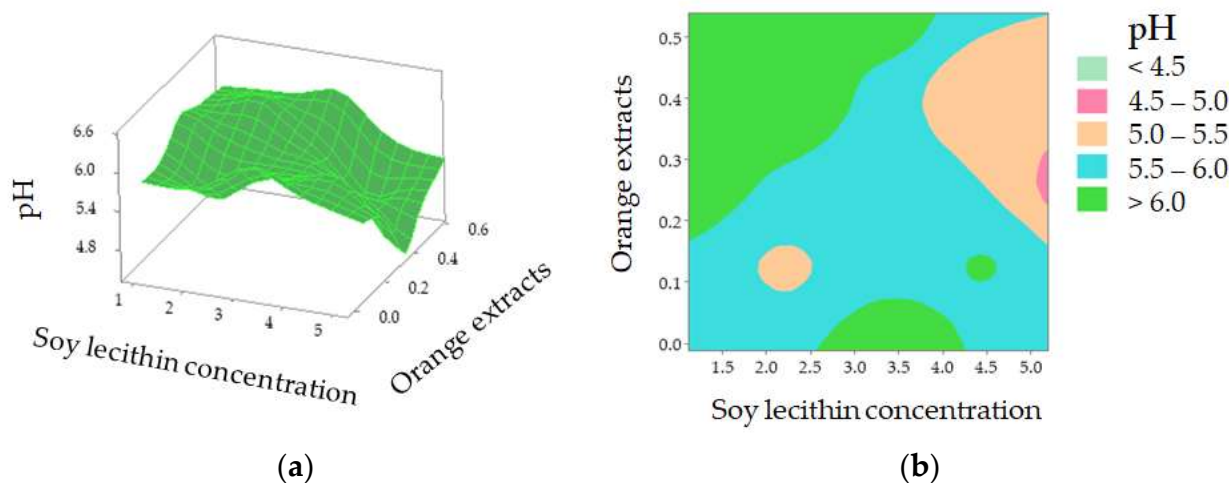 6.6
6.0
5.4
4.8
pH
1
2
3
4
5
Soy lecithin concentration
0.0
0.2
0.4
0.6
Orange extracts
(a)
0.5
0.4
0.3
0.2
0.1
0.0
Orange extracts
1.5 2.0 2.5 3.0 3.5 4.0 4.5 5.0
Soy lecithin concentration
pH
< 4.5
4.5 – 5.0
5.0 – 5.5
5.5 – 6.0
> 6.0
(b)